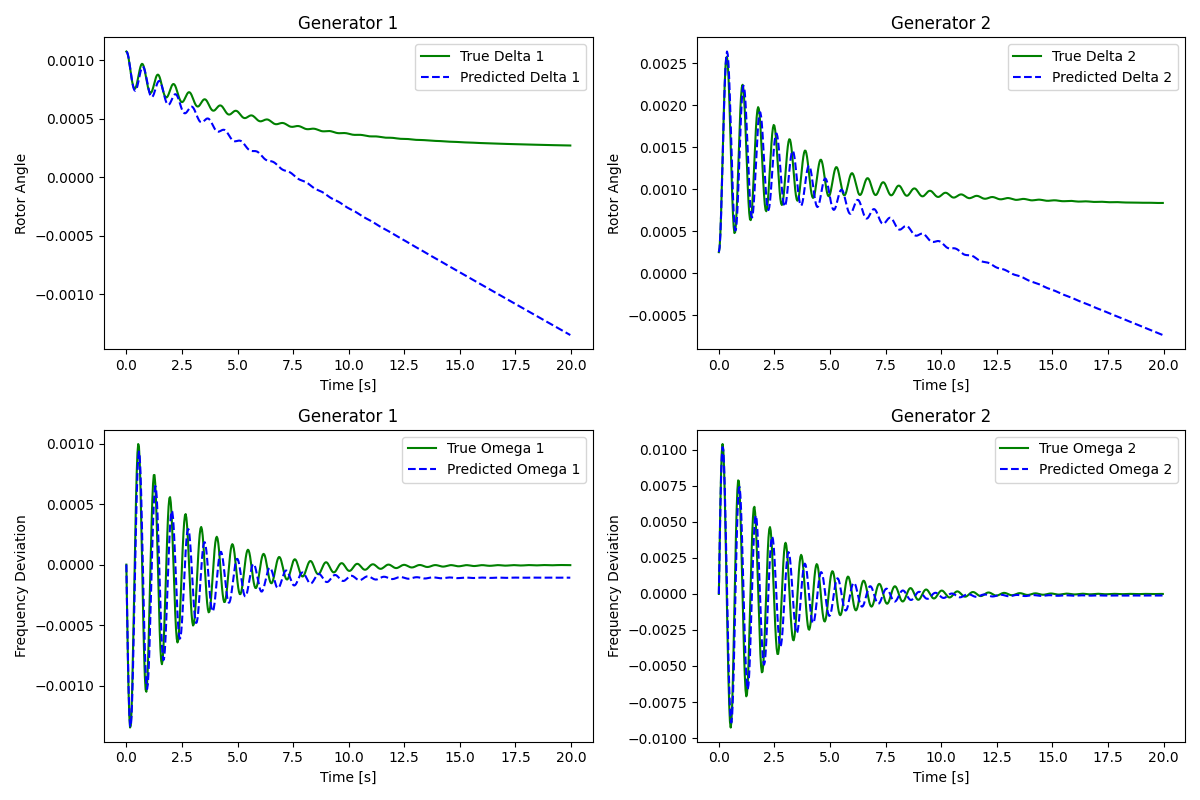 Generator 1
Rotor Angle
0.0010
0.0005
0.0000
−0.0005
−0.0010
True Delta 1
Predicted Delta 1
0.0 2.5 5.0 7.5 10.0 12.5 15.0 17.5 20.0
Time [s]
Generator 2
Rotor Angle
0.0025
0.0020
0.0015
0.0010
0.0005
0.0000
−0.0005
True Delta 2
Predicted Delta 2
0.0 2.5 5.0 7.5 10.0 12.5 15.0 17.5 20.0
Time [s]
Generator 1
Frequency Deviation
0.0010
0.0005
0.0000
−0.0005
−0.0010
True Omega 1
Predicted Omega 1
0.0 2.5 5.0 7.5 10.0 12.5 15.0 17.5 20.0
Time [s]
Generator 2
Frequency Deviation
0.0100
0.0075
0.0050
0.0025
0.0000
−0.0025
−0.0050
−0.0075
−0.0100
True Omega 2
Predicted Omega 2
0.0 2.5 5.0 7.5 10.0 12.5 15.0 17.5 20.0
Time [s]